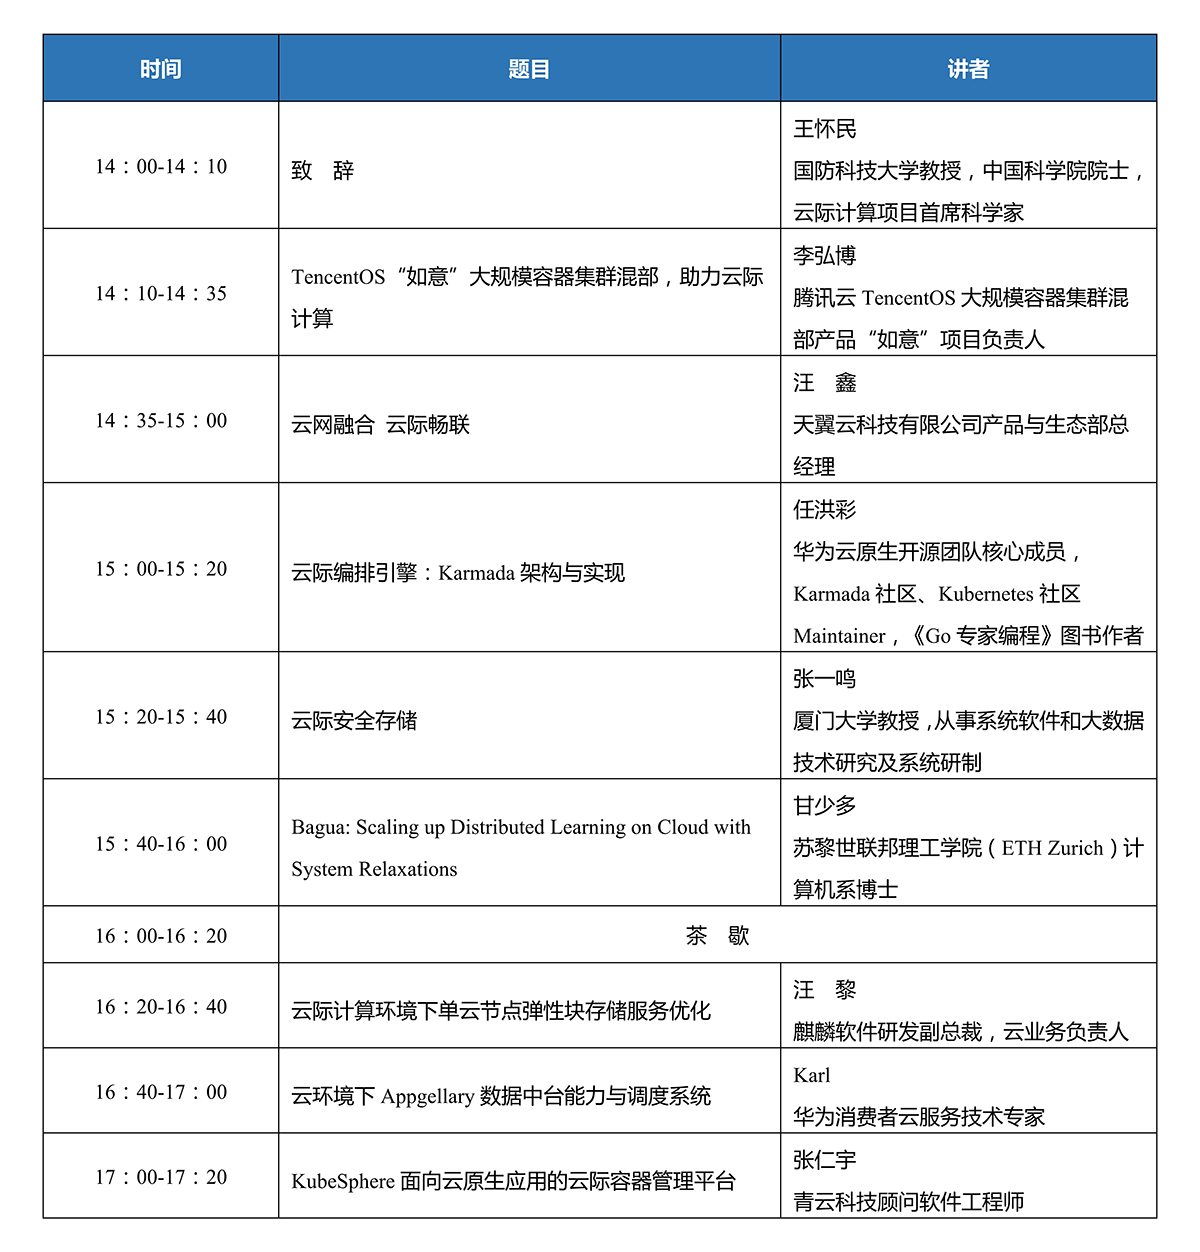 时间 题目 讲者
14：00-14：10
致 辞
王怀民
国防科技大学教授，中国科学院院士，
云际计算项目首席科学家
14：10-14：35
TencentOS“如意”大规模容器集群混部，助力云际
计算
李弘博
腾讯云 TencentOS 大规模容器集群混
部产品“如意”项目负责人
14：35-15：00
云网融合 云际畅联
汪 鑫
天翼云科技有限公司产品与生态部总
经理
15：00-15：20
云际编排引擎：Karmada 架构与实现
任洪彩
华为云原生开源团队核心成员，
Karmada 社区、Kubernetes 社区
Maintainer，《Go 专家编程》图书作者
15：20-15：40
云际安全存储
张一鸣
厦门大学教授，从事系统软件和大数据
技术研究及系统研制
15：40-16：00
Bagua: Scaling up Distributed Learning on Cloud with
System Relaxations
甘少多
苏黎世联邦理工学院（ETH Zurich）计
算机系博士
16：00-16：20
茶 歇
16：20-16：40
云际计算环境下单云节点弹性块存储服务优化
汪 黎
麒麟软件研发副总裁，云业务负责人
16：40-17：00
云环境下 Appgellary 数据中台能力与调度系统
Karl
华为消费者云服务技术专家
17：00-17：20
KubeSphere 面向云原生应用的云际容器管理平台
张仁宇
青云科技顾问软件工程师